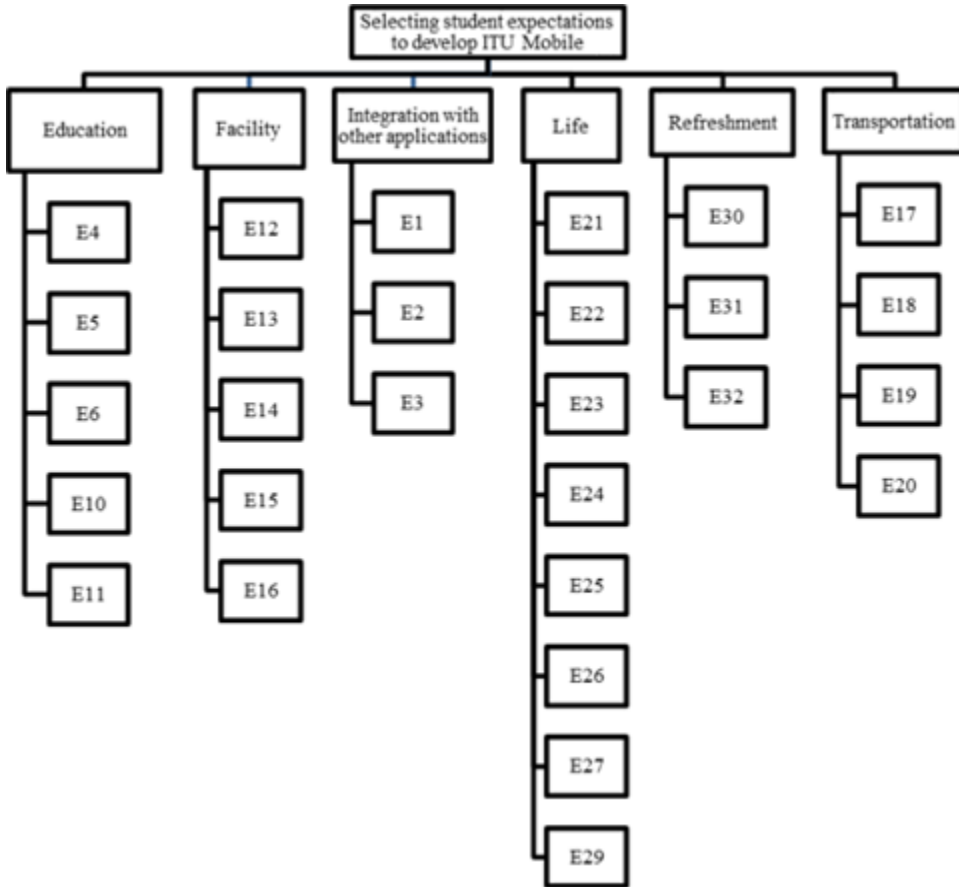 Selecting student expectations
to develop ITU Mobile
Education
Facility
Integration with
other applications
Life
Refreshment
Transportation
E4
E5
E6
E10
E11
E12
E13
E14
E15
E16
E1
E2
E3
E21
E22
E23
E24
E25
E26
E27
E29
E30
E31
E32
E17
E18
E19
E20